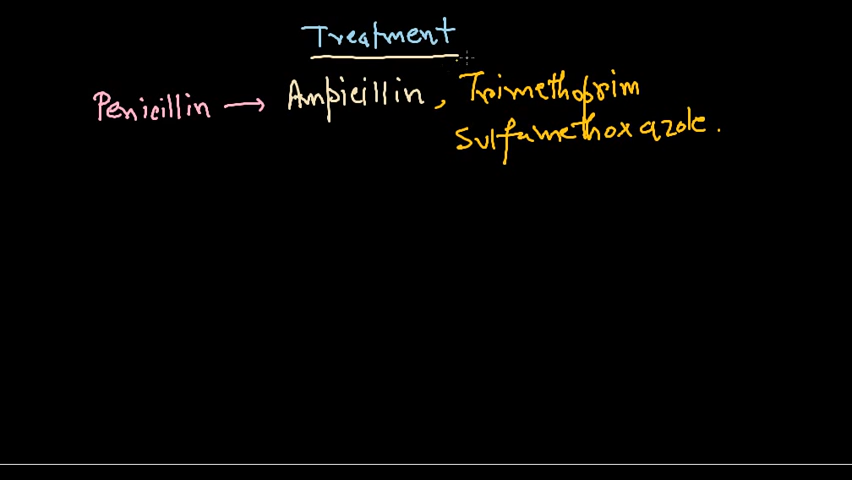 Treatment
Penicillin → Ampicillin, Trimethoprim
Sulfamethoxazole.